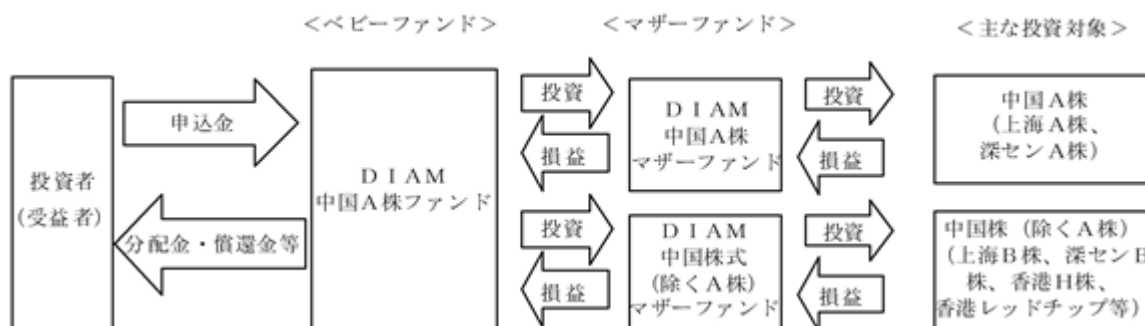 ＜ベビーファンド＞
＜マザーファンド＞
＜主な投資対象＞
投資者
(受益者)
申込金
分配金・償還金等
ＤＩＡＭ
中国Ａ株ファンド
投資
損益
投資
損益
ＤＩＡＭ
中国Ａ株
マザーファンド
ＤＩＡＭ
中国株式
(除くＡ株)
マザーファンド
投資
損益
投資
損益
中国Ａ株
(上海Ａ株、
深センＡ株)
中国株（除くＡ株）
(上海Ｂ株、深センＢ
株、香港Ｈ株、
香港レッドチップ等)